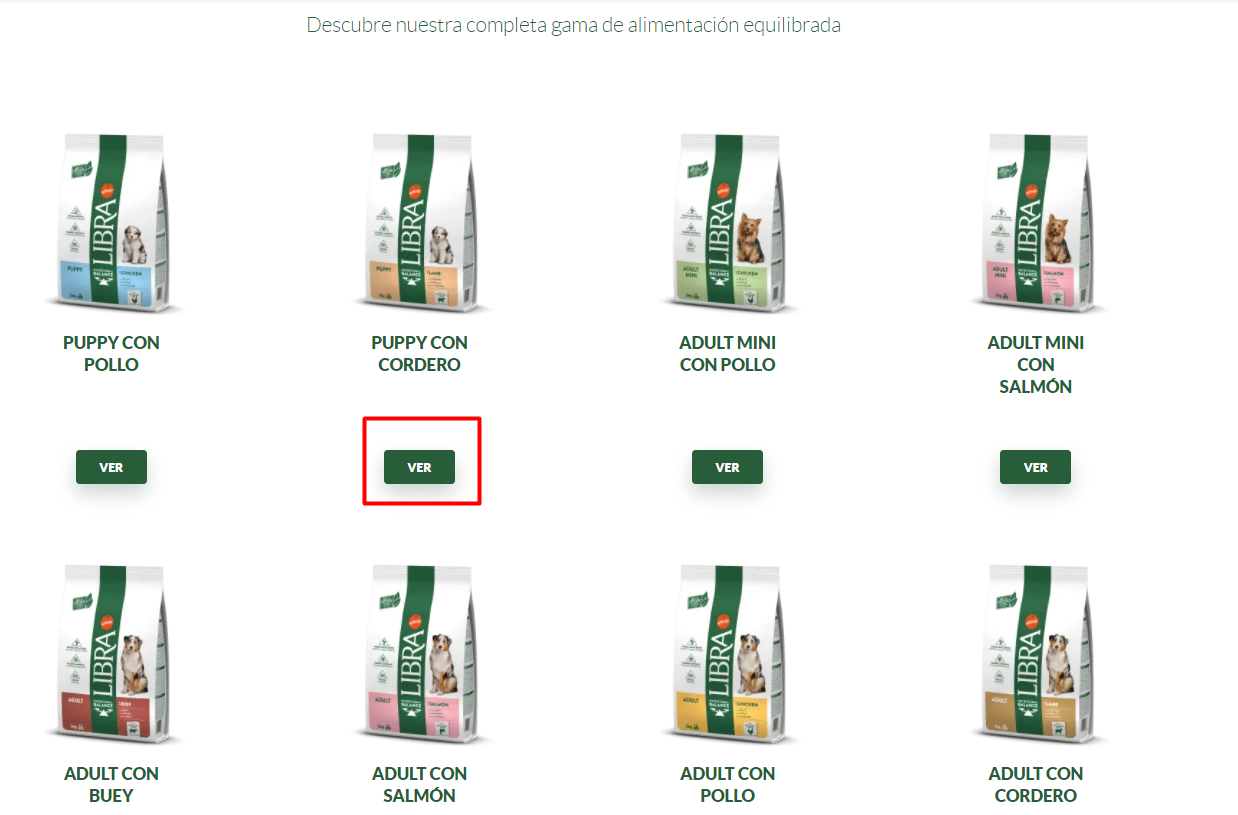 Descubre nuestra completa gama de alimentación equilibrada
LIBRA
PUPPY
CHICKEN
LIBRA
PUPPY
LAMB
LIBRA
ADULT
MINI
CHICKEN
LIBRA
ADULT
MINI
SALMON
PUPPY CON
POLLO
PUPPY CON
CORDERO
ADULT MINI
CON POLLO
ADULT MINI
CON
SALMÓN
VER
VER
VER
VER
LIBRA
ADULT
BEEF
LIBRA
ADULT
SALMON
LIBRA
ADULT
CHICKEN
LIBRA
ADULT
LAMB
ADULT CON
BUEY
ADULT CON
SALMÓN
ADULT CON
POLLO
ADULT CON
CORDERO